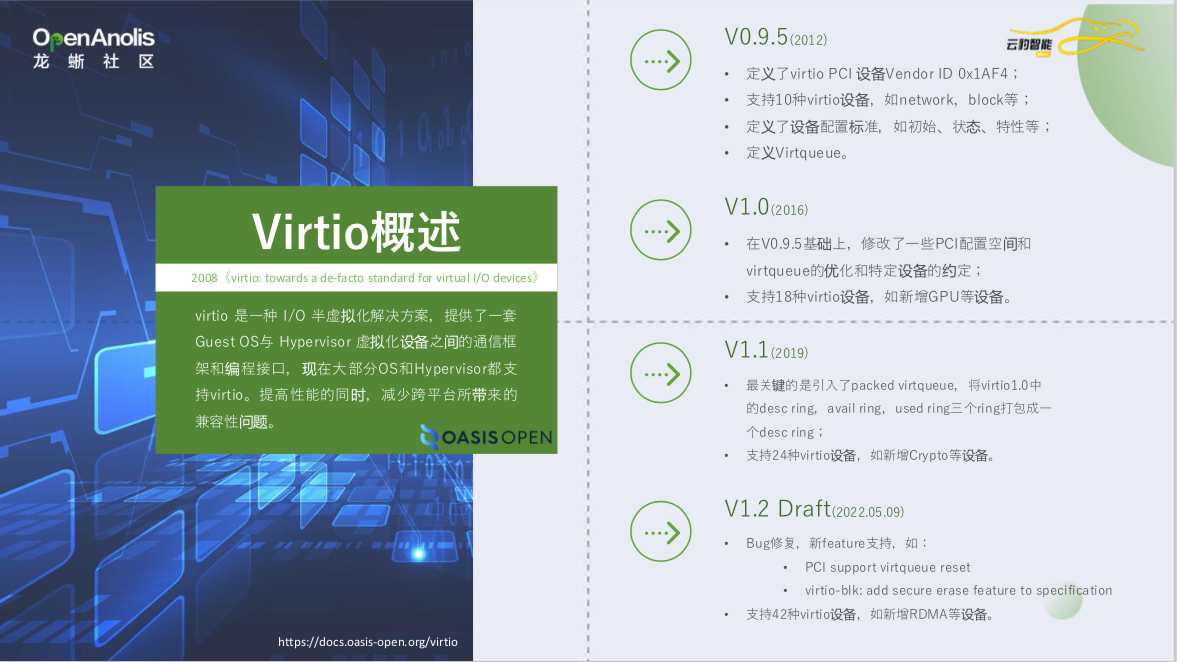 OpenAnolis
龙 蜥 社 区
Virtio概述
2008《virtio: towards a de-facto standard for virtual I/O devices》
virtio 是一种 I/O 半虚拟化解决方案，提供了一套
Guest OS与 Hypervisor 虚拟化设备之间的通信框
架和编程接口，现在大部分OS和Hypervisor都支
持virtio。提高性能的同时，减少跨平台所带来的
兼容性问题。
OASIS OPEN
https://docs.oasis-open.org/virtio
云豹智能
V0.9.5(2012)
• 定义了virtio PCI 设备Vendor ID 0x1AF4；
• 支持10种virtio设备，如network，block等；
• 定义了设备配置标准，如初始、状态、特性等；
• 定义Virtqueue。
V1.0(2016)
• 在V0.9.5基础上，修改了一些PCI配置空间和
virtqueue的优化和特定设备的约定；
• 支持18种virtio设备，如新增GPU等设备。
V1.1(2019)
• 最关键的是引入了packed virtqueue，将virtio1.0中
的desc ring，avail ring，used ring三个ring打包成一
个desc ring；
• 支持24种virtio设备，如新增Crypto等设备。
V1.2 Draft(2022.05.09)
• Bug修复，新feature支持，如：
• PCI support virtqueue reset
• virtio-blk: add secure erase feature to specification
• 支持42种virtio设备，如新增RDMA等设备。